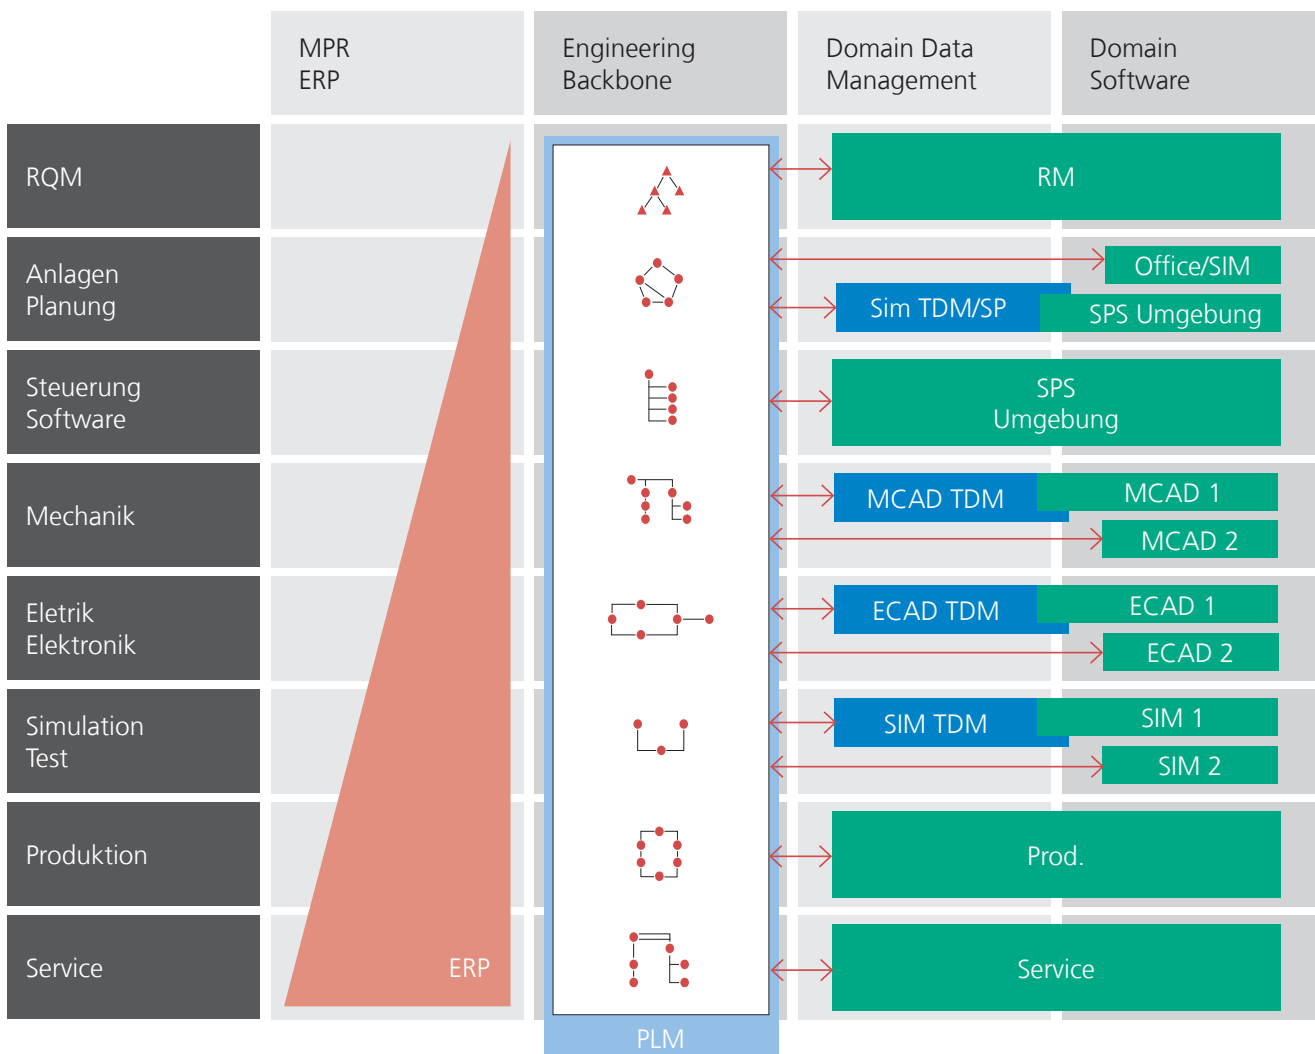 MPR
ERP
Engineering
Backbone
Domain Data
Management
Domain
Software
RQM
RM
Anlagen
Planung
Office/SIM
Sim TDM/SP
SPS Umgebung
Steuerung
Software
SPS
Umgebung
Mechanik
MCAD TDM
MCAD 1
MCAD 2
Eletrik
Elektronik
ECAD TDM
ECAD 1
ECAD 2
Simulation
Test
SIM TDM
SIM 1
SIM 2
Produktion
Prod.
Service
ERP
Service
PLM